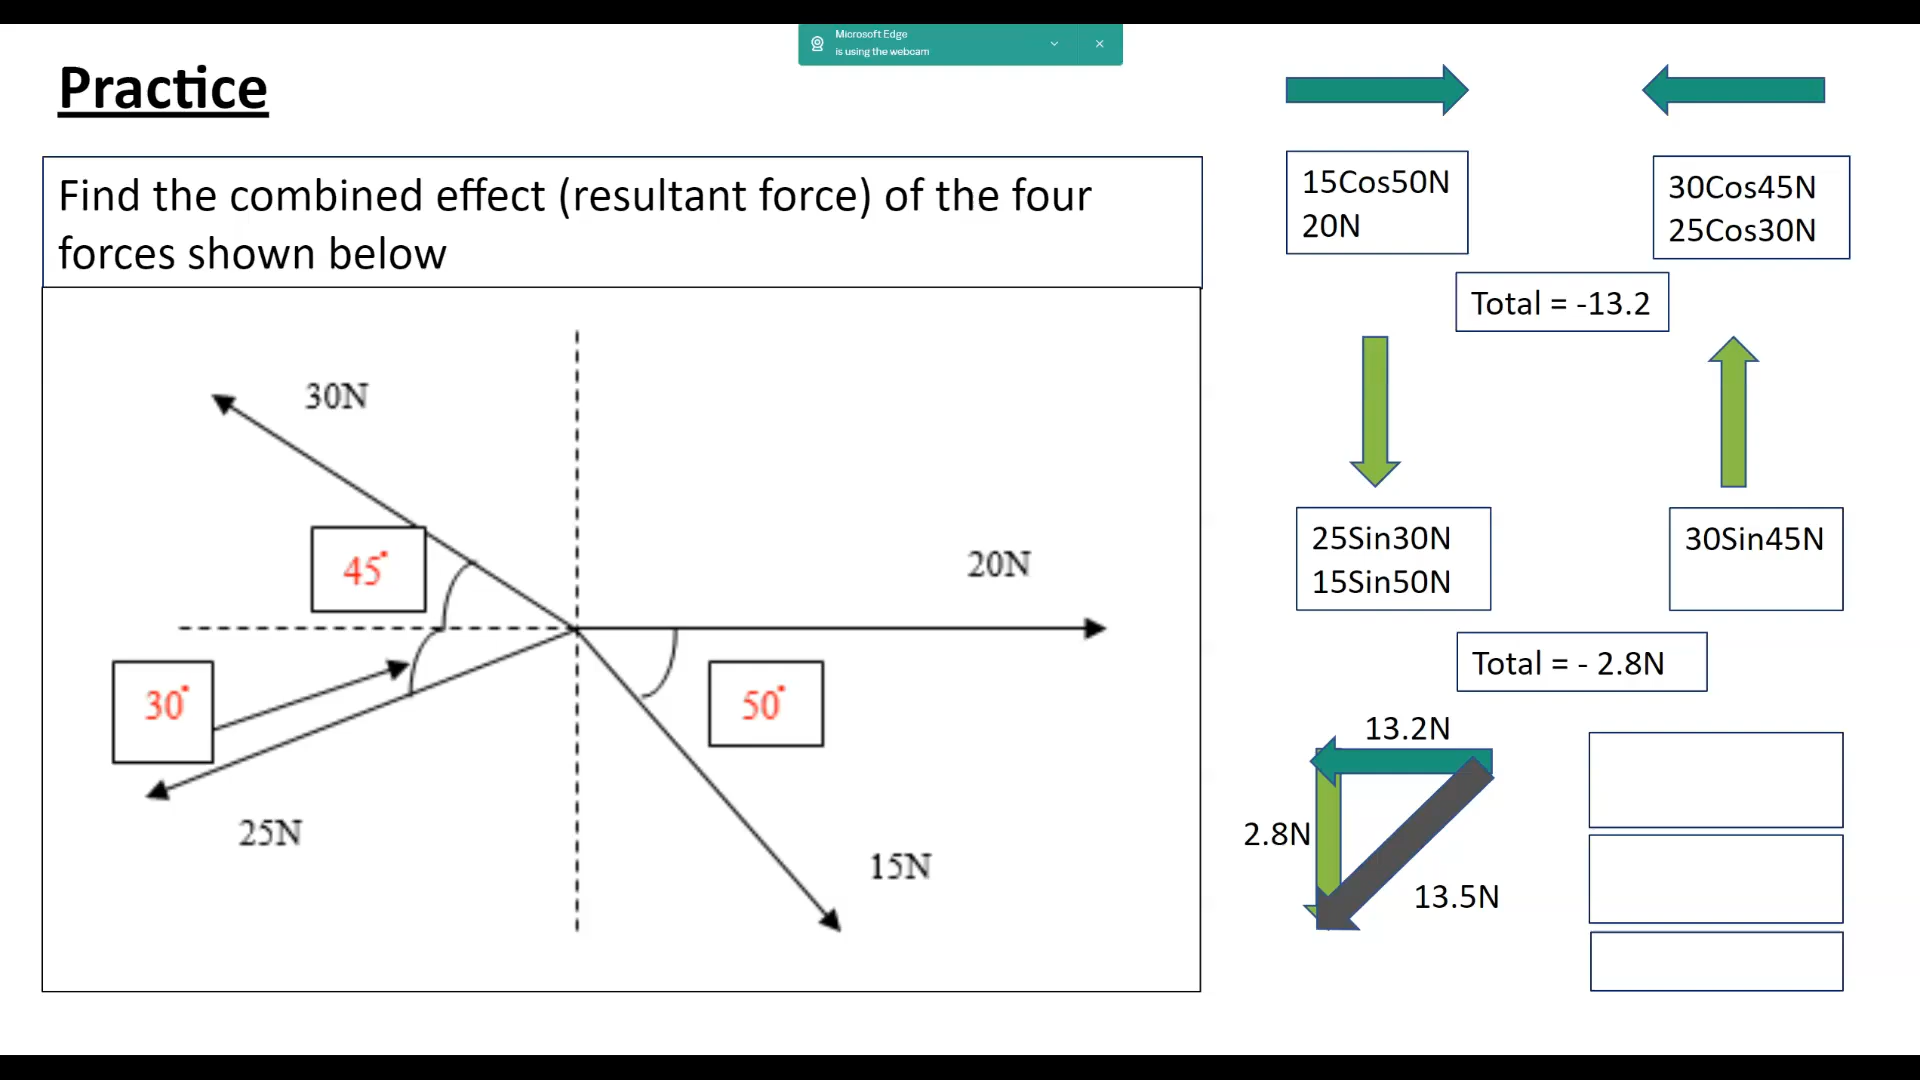 Microsoft Edge
is using the webcam
Practice
Find the combined effect (resultant force) of the four
forces shown below
30N
45°
20N
30°
50°
25N
15N
15Cos50N
20N
30Cos45N
25Cos30N
Total = -13.2
25Sin30N
15Sin50N
30Sin45N
Total = - 2.8N
13.2N
2.8N
13.5N